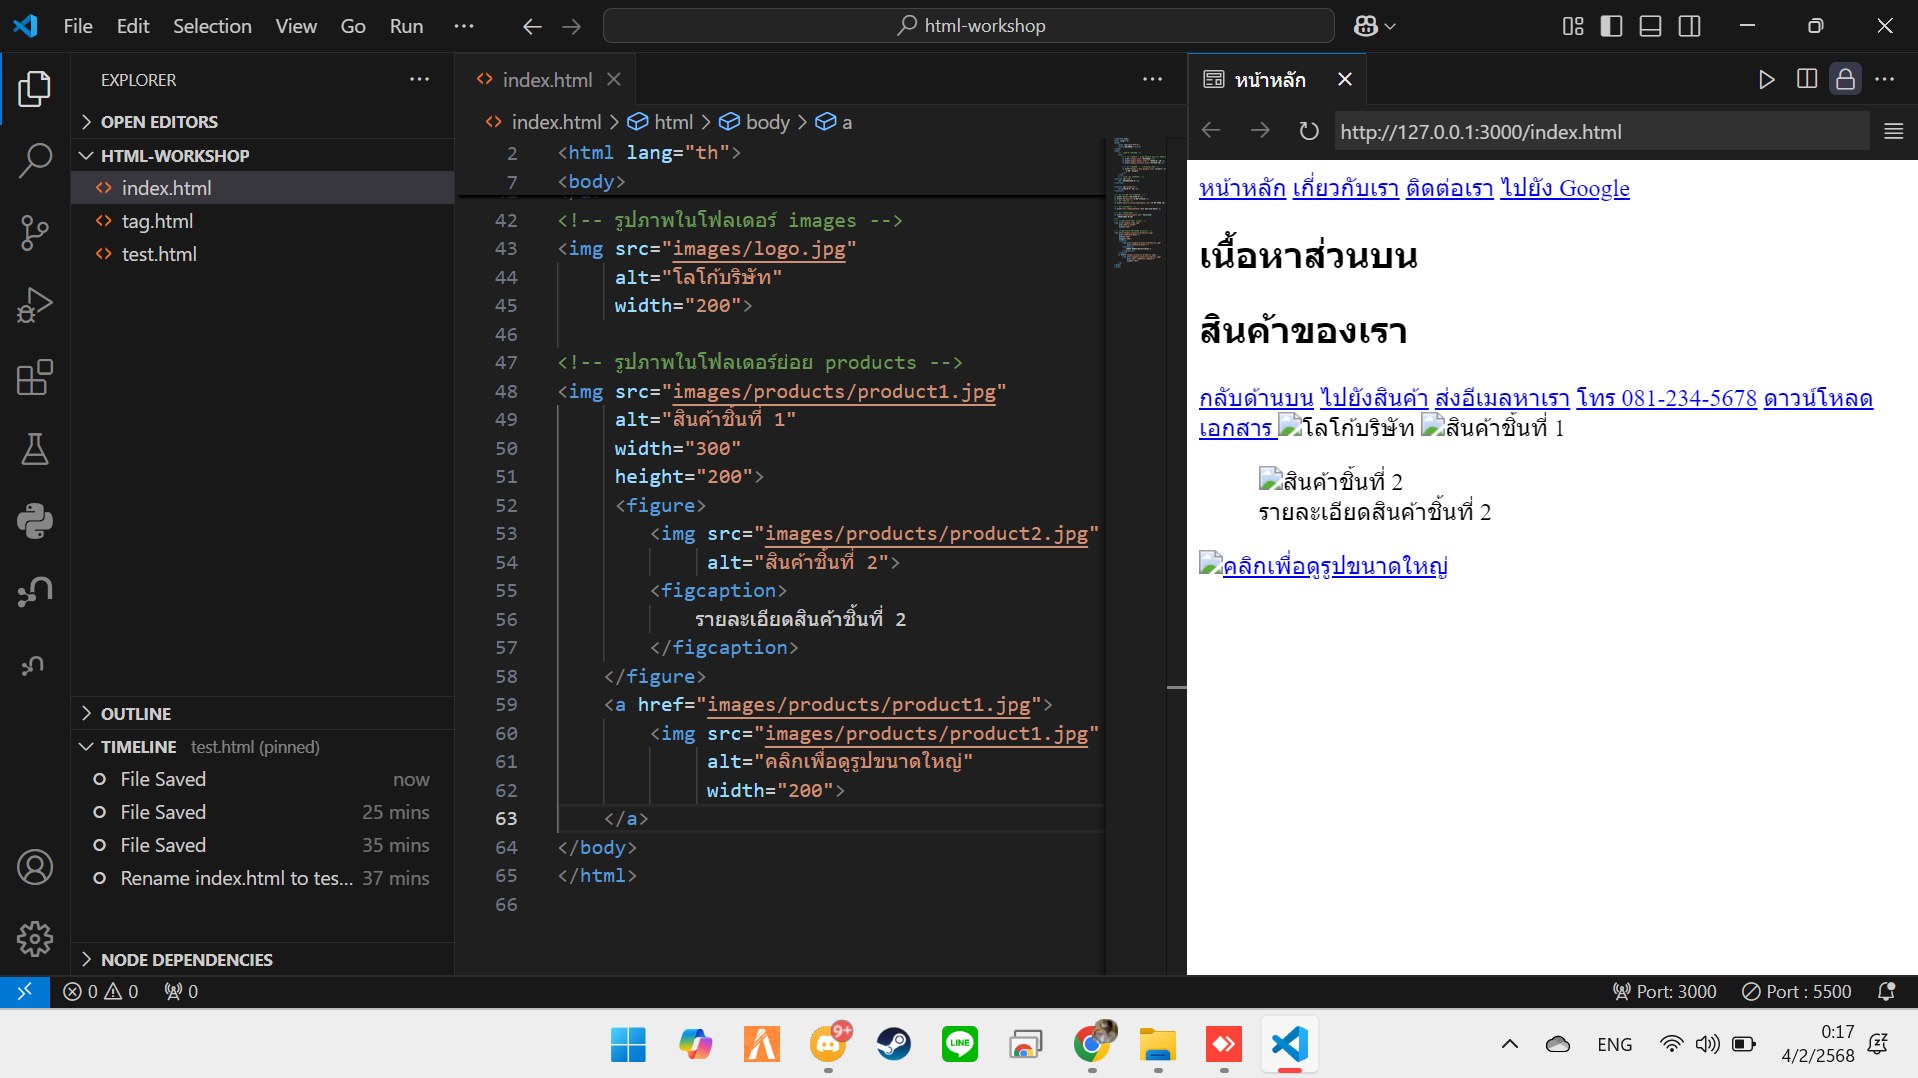 File Edit Selection View Go Run ···
html-workshop
EXPLORER
OPEN EDITORS
HTML-WORKSHOP
index.html
tag.html
test.html
OUTLINE
TIMELINE test.html (pinned)
File Saved now
File Saved 25 mins
File Saved 35 mins
Rename index.html to tes... 37 mins
NODE DEPENDENCIES
index.html
index.html > html > body > a
2 <html lang="th">
7 <body>
42 <!-- รูปภาพในโฟลเดอร์ images -->
43 <img src="images/logo.jpg"
44 alt="โลโก้บริษัท"
45 width="200">
46
47 <!-- รูปภาพในโฟลเดอร์ย่อย products -->
48 <img src="images/products/product1.jpg"
49 alt="สินค้าชิ้นที่ 1"
50 width="300"
51 height="200">
52 <figure>
53 <img src="images/products/product2.jpg"
54 alt="สินค้าชิ้นที่ 2">
55 <figcaption>
56 รายละเอียดสินค้าชิ้นที่ 2
57 </figcaption>
58 </figure>
59 <a href="images/products/product1.jpg">
60 <img src="images/products/product1.jpg"
61 alt="คลิกเพื่อดูรูปขนาดใหญ่"
62 width="200">
63 </a>
64 </body>
65 </html>
66
หน้าหลัก
http://127.0.0.1:3000/index.html
หน้าหลัก เกี่ยวกับเรา ติดต่อเรา ไปยัง Google
เนื้อหาส่วนบน
สินค้าของเรา
กลับด้านบน ไปยังสินค้า ส่งอีเมลหาเรา โทร 081-234-5678 ดาวน์โหลด
เอกสาร โลโก้บริษัท สินค้าชิ้นที่ 1
สินค้าชิ้นที่ 2
รายละเอียดสินค้าชิ้นที่ 2
คลิกเพื่อดูรูปขนาดใหญ่
0 0 0
Port: 3000 Port : 5500
9+
LINE
ENG
0:17
4/2/2568